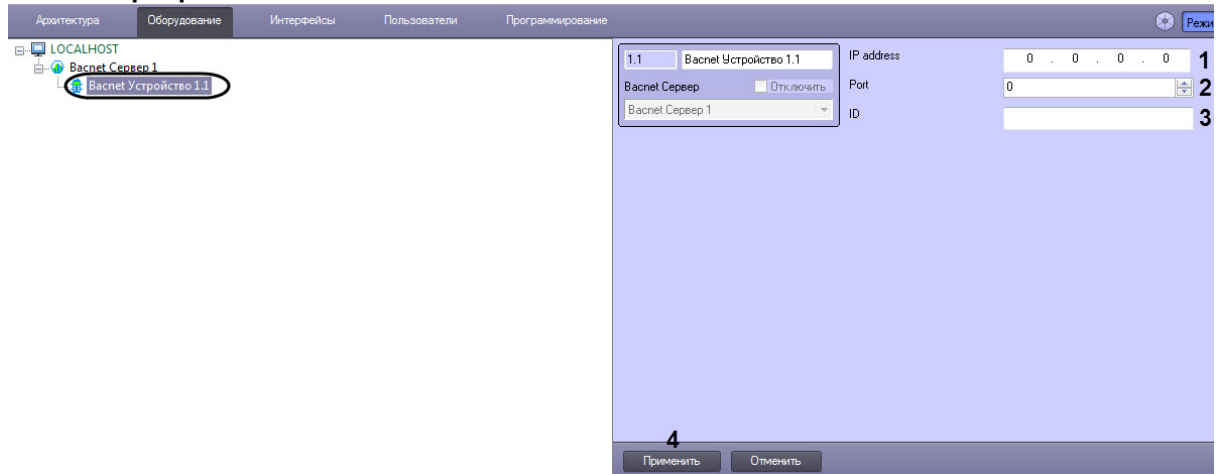 Архитектура Оборудование Интерфейсы Пользователи Программирование Режи
LOCALHOST
Bacnet Сервер 1
Bacnet Устройство 1.1
1.1 Bacnet Устройство 1.1
Bacnet Сервер Отключить
Bacnet Сервер 1
IP address 0 . 0 . 0 . 0 1
Port 0 2
ID 3
4
Применить Отменить